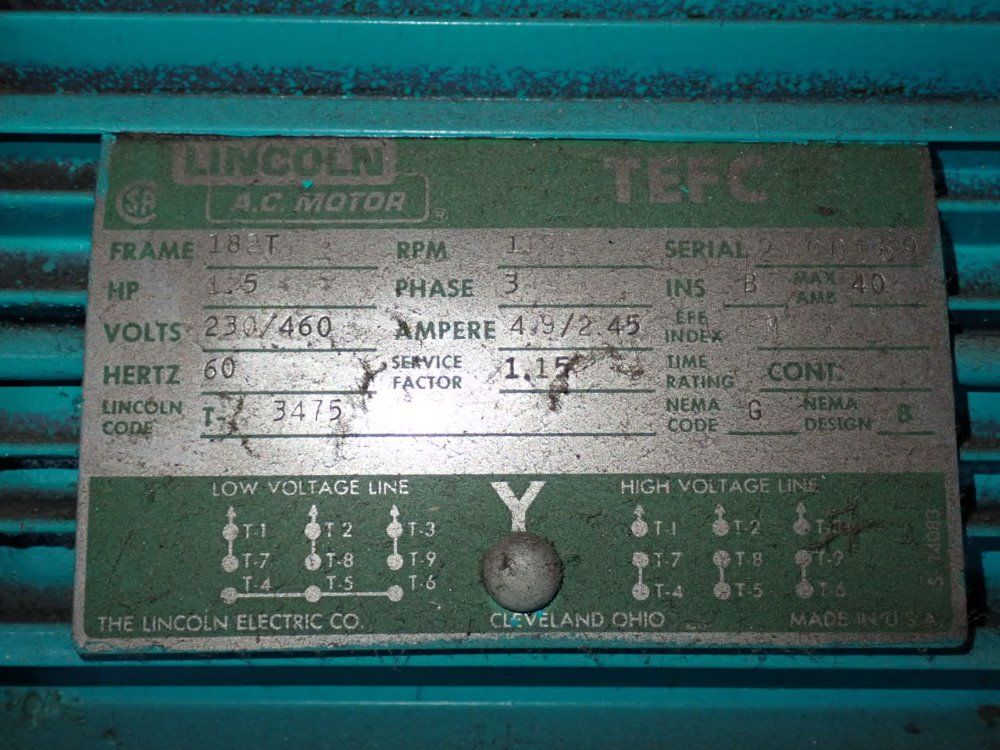 LINCOLN TEFC
SA A.C. MOTOR ®
FRAME 182T RPM SERIAL
HP 1.5 PHASE 3 INS B MAX AMB 40
VOLTS 230/460 AMPERE 4.9/2.45 EFF INDEX
HERTZ 60 SERVICE FACTOR 1.15 TIME RATING CONT.
LINCOLN CODE T- 3475 NEMA CODE G NEMA DESIGN B
LOW VOLTAGE LINE Y HIGH VOLTAGE LINE
T-1 T-2 T-3 T-1 T-2
T-7 T-8 T-9 T-7 T-8 T-9
T-4 T-5 T-6 T-4 T-5 T-6
THE LINCOLN ELECTRIC CO. CLEVELAND OHIO MADE IN U.S.A.